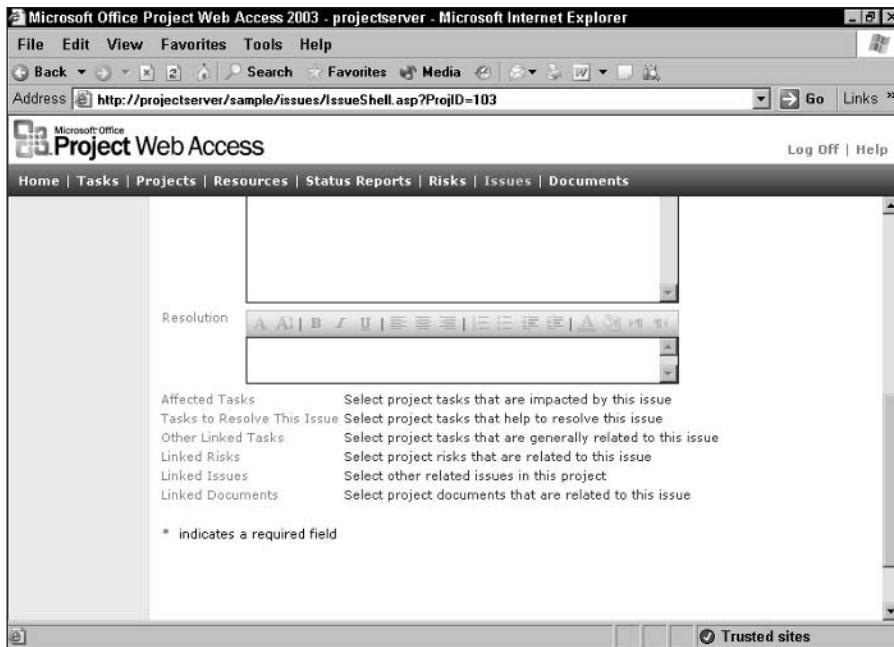 Microsoft Office Project Web Access 2003 - projectserver - Microsoft Internet Explorer
File Edit View Favorites Tools Help
Back Search Favorites Media
Address http://projectserver/sample/issues/IssueShell.asp?ProjID=103 Go Links »
Microsoft Office
Project Web Access
Log Off | Help
Home | Tasks | Projects | Resources | Status Reports | Risks | Issues | Documents
Resolution
A A | B I U | A
Affected Tasks Select project tasks that are impacted by this issue
Tasks to Resolve This Issue Select project tasks that help to resolve this issue
Other Linked Tasks Select project tasks that are generally related to this issue
Linked Risks Select project risks that are related to this issue
Linked Issues Select other related issues in this project
Linked Documents Select project documents that are related to this issue
* indicates a required field
Trusted sites